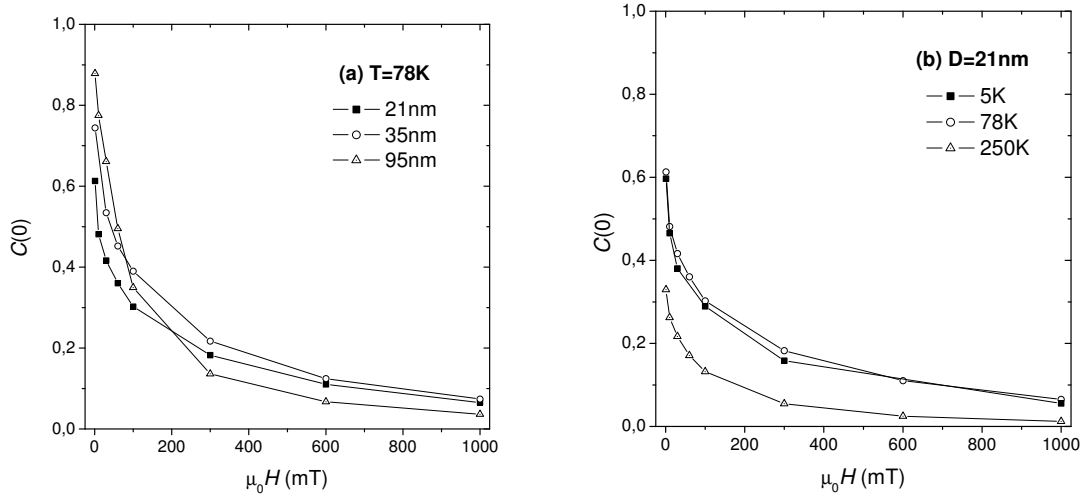 1,0
0,8
0,6
0,4
0,2
0,0
C(0)
(a) T=78K
21nm
35nm
95nm
0 200 400 600 800 1000
μ₀H (mT)
1,0
0,8
0,6
0,4
0,2
0,0
C(0)
(b) D=21nm
5K
78K
250K
0 200 400 600 800 1000
μ₀H (mT)